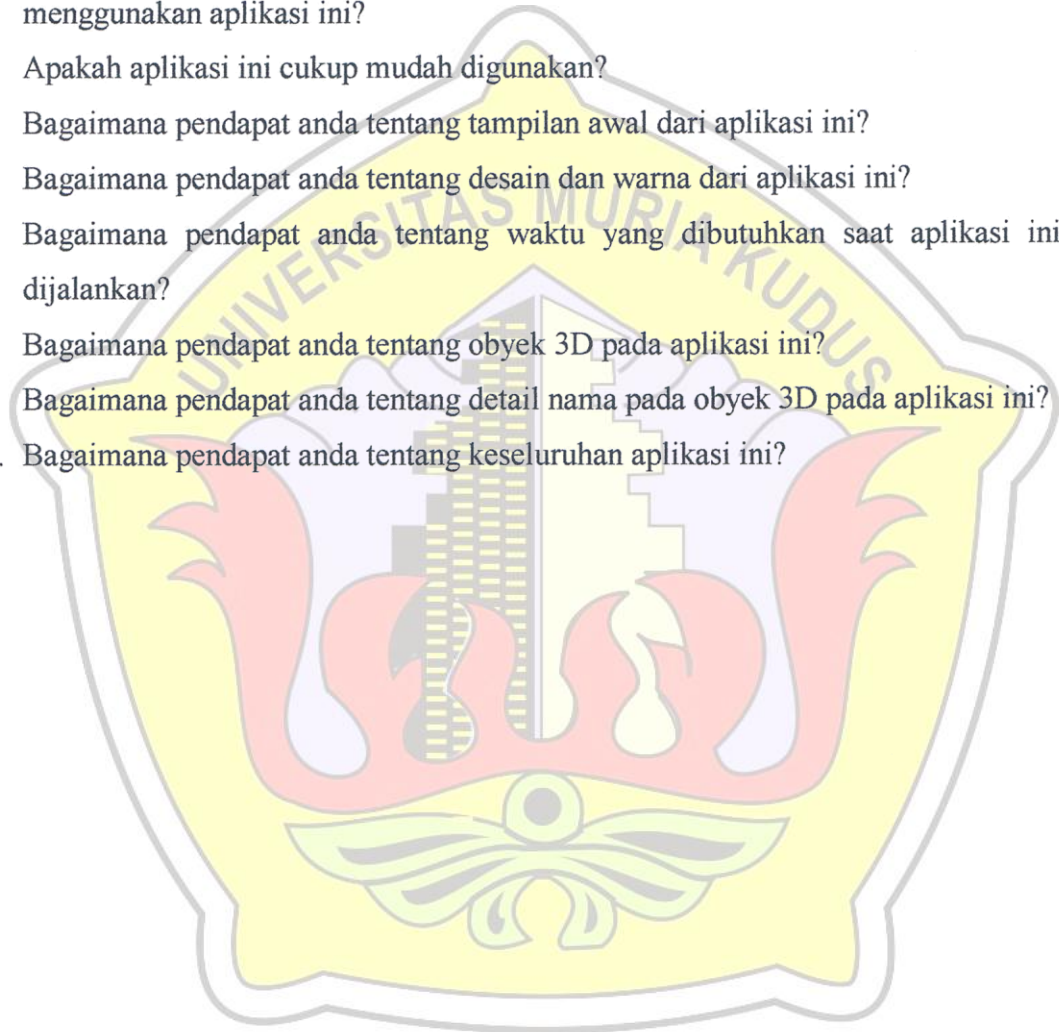 menggunakan aplikasi ini?
Apakah aplikasi ini cukup mudah digunakan?
Bagaimana pendapat anda tentang tampilan awal dari aplikasi ini?
Bagaimana pendapat anda tentang desain dan warna dari aplikasi ini?
UNIVERSITAS MURIA KUDUS
Bagaimana pendapat anda tentang waktu yang dibutuhkan saat aplikasi ini
dijalankan?
Bagaimana pendapat anda tentang obyek 3D pada aplikasi ini?
Bagaimana pendapat anda tentang detail nama pada obyek 3D pada aplikasi ini?
. Bagaimana pendapat anda tentang keseluruhan aplikasi ini?